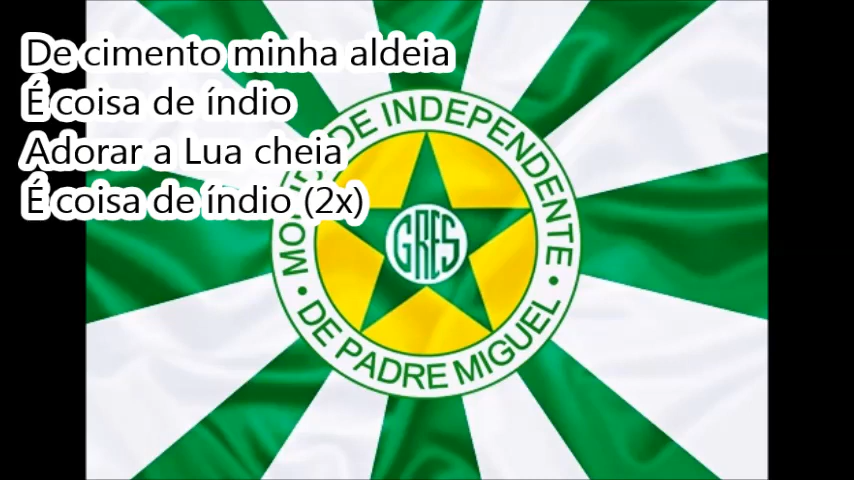 De cimento minha aldeia
É coisa de índio
Adorar a Lua cheia
É coisa de índio (2x)
DE INDEPENDENTE
DE PADRE MIGUEL
GRES